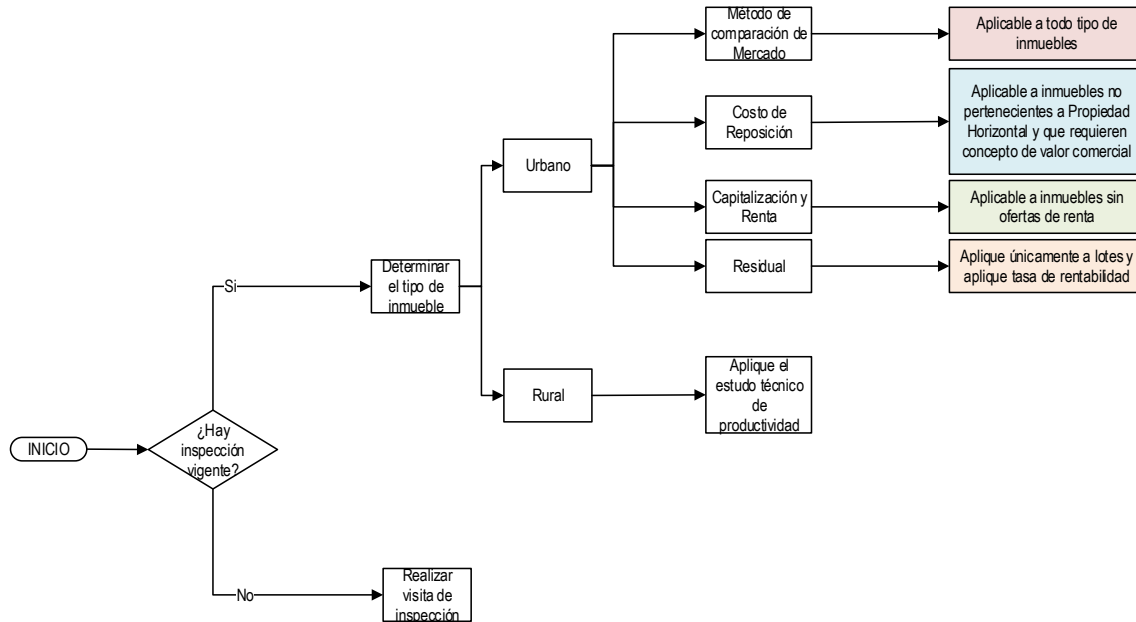 Método de
comparación de
Mercado
Aplicable a todo tipo de
inmuebles
Costo de
Reposición
Aplicable a inmuebles no
pertenecientes a Propiedad
Horizontal y que requieren
concepto de valor comercial
Urbano
Capitalización y
Renta
Aplicable a inmuebles sin
ofertas de renta
Residual
Aplique únicamente a lotes y
aplique tasa de rentabilidad
Determinar
el tipo de
inmueble
Si
Rural
Aplique el
estudo técnico
de
productividad
INICIO
¿Hay
inspección
vigente?
No
Realizar
visita de
inspección